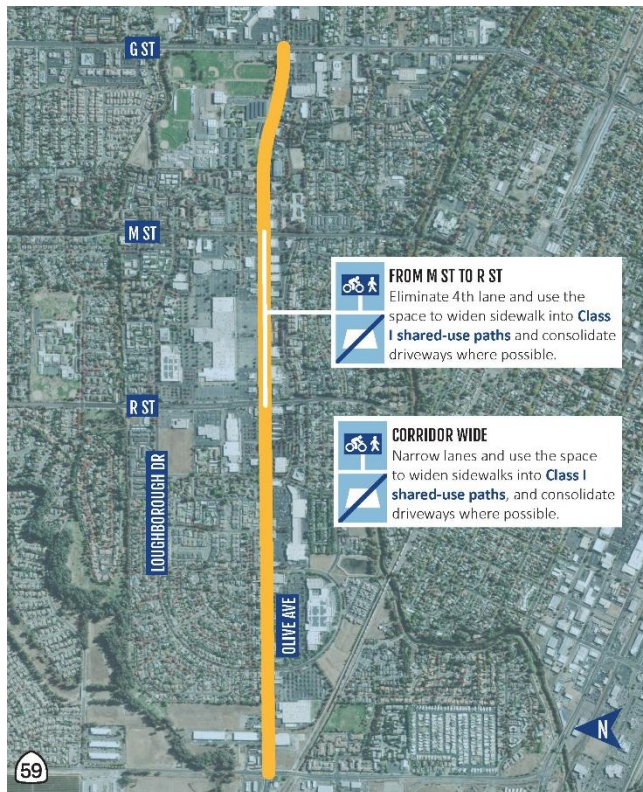 G ST
M ST
FROM M ST TO R ST
Eliminate 4th lane and use the
space to widen sidewalk into Class
I shared-use paths and consolidate
driveways where possible.
R ST
CORRIDOR WIDE
Narrow lanes and use the space
to widen sidewalks into Class I
shared-use paths, and consolidate
driveways where possible.
LOUGHBOROUGH DR
OLIVE AVE
N
59